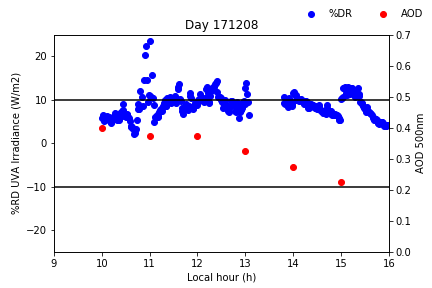 %DR AOD
Day 171208
%RD UVA Irradiance (W/m2)
20
10
0
−10
−20
0.7
0.6
0.5
0.4
0.3
0.2
0.1
0.0
AOD 500nm
9 10 11 12 13 14 15 16
Local hour (h)